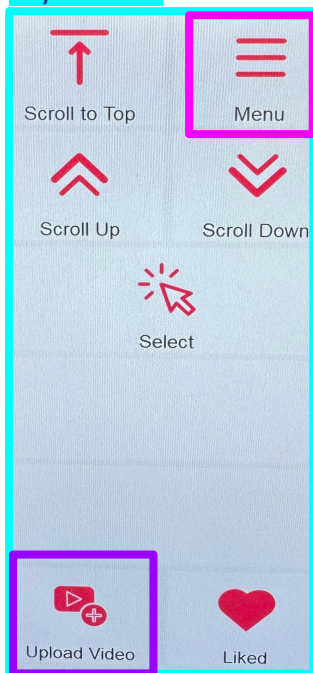 Scroll to Top
Menu
Scroll Up
Scroll Down
Select
Upload Video
Liked